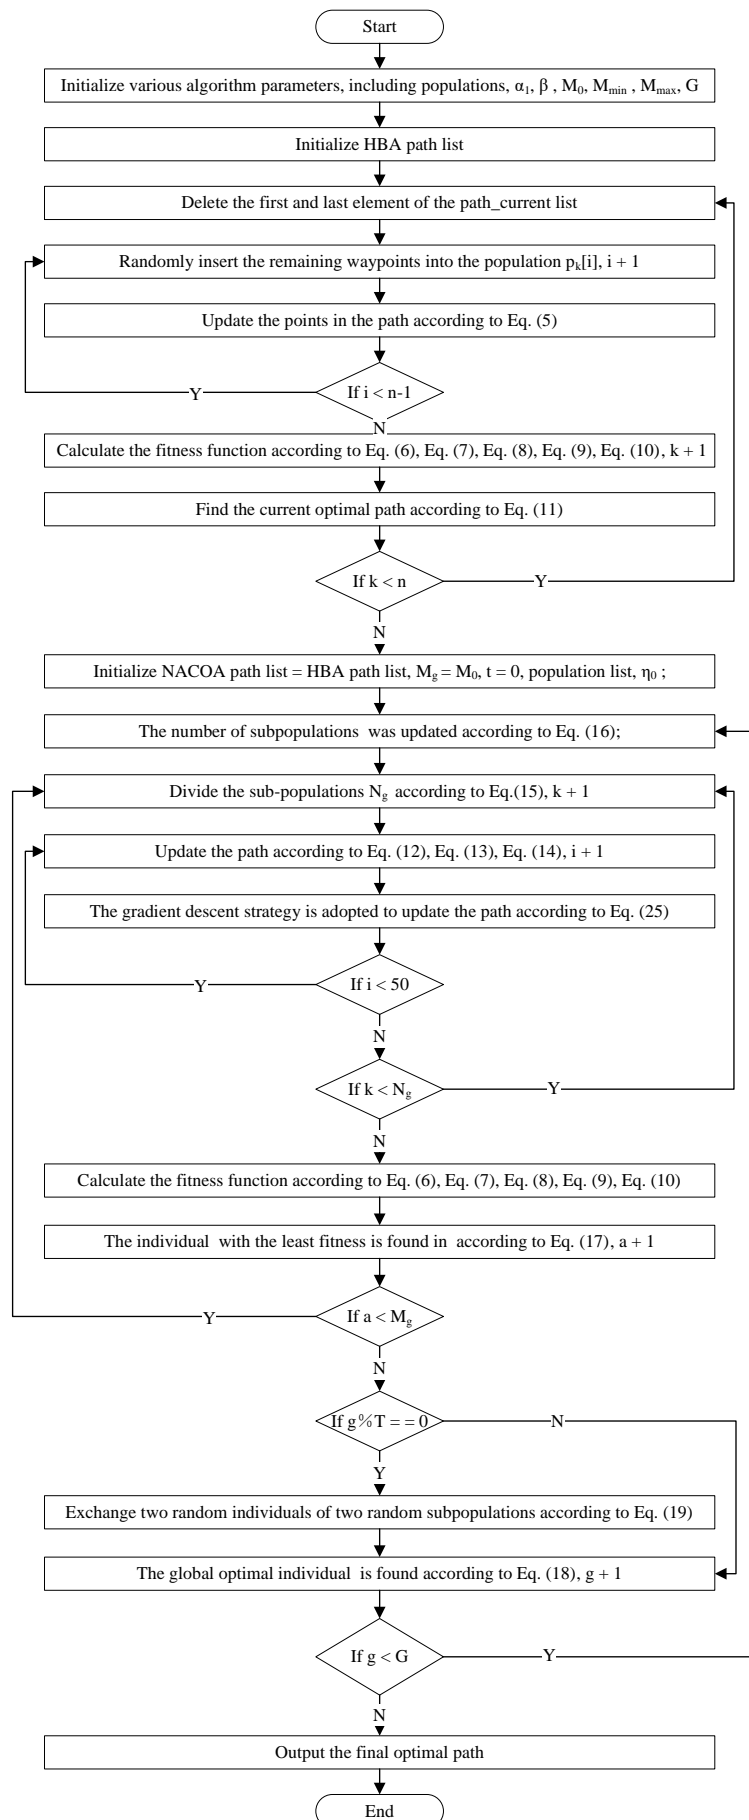 Start
Initialize various algorithm parameters, including populations, α₁, β , M₀, Mₘᵢₙ , Mₘₐₓ, G
Initialize HBA path list
Delete the first and last element of the path_current list
Randomly insert the remaining waypoints into the population pₖ[i], i + 1
Update the points in the path according to Eq. (5)
Y
If i < n-1
N
Calculate the fitness function according to Eq. (6), Eq. (7), Eq. (8), Eq. (9), Eq. (10), k + 1
Find the current optimal path according to Eq. (11)
If k < n
Y
N
Initialize NACOA path list = HBA path list, M_g = M₀, t = 0, population list, η₀ ;
The number of subpopulations was updated according to Eq. (16);
Divide the sub-populations N_g according to Eq.(15), k + 1
Update the path according to Eq. (12), Eq. (13), Eq. (14), i + 1
The gradient descent strategy is adopted to update the path according to Eq. (25)
Y
If i < 50
N
If k < N_g
Y
N
Calculate the fitness function according to Eq. (6), Eq. (7), Eq. (8), Eq. (9), Eq. (10)
The individual with the least fitness is found in according to Eq. (17), a + 1
Y
If a < M_g
N
If g%T = = 0
N
Y
Exchange two random individuals of two random subpopulations according to Eq. (19)
The global optimal individual is found according to Eq. (18), g + 1
If g < G
Y
N
Output the final optimal path
End